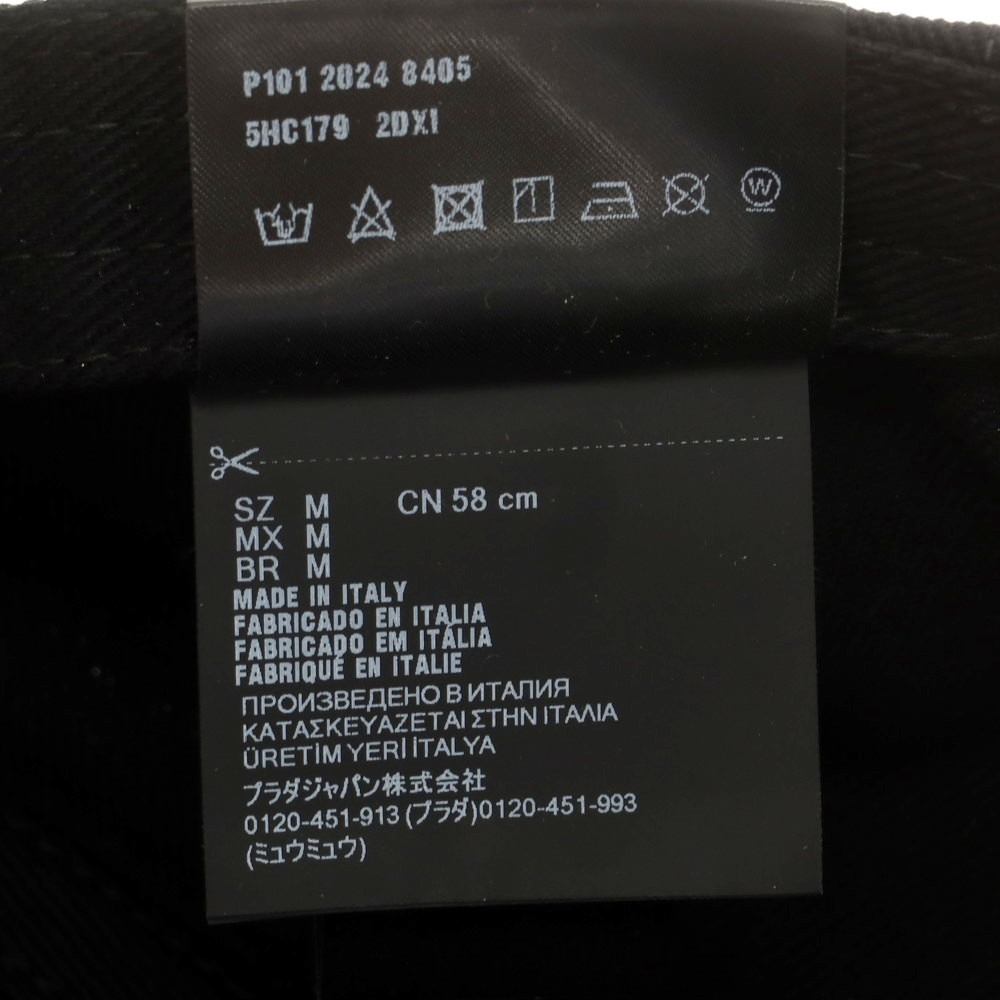 P101 2024 8405
5HC179 2DXI
W
SZ M CN 58 cm
MX M
BR M
MADE IN ITALY
FABRICADO EN ITALIA
FABRICADO EM ITÁLIA
FABRIQUÉ EN ITALIE
ПРОИЗВЕДЕНО В ИТАЛИЯ
ΚΑΤΑΣΚΕΥΑΖΕΤΑΙ ΣΤΗΝ ΙΤΑΛΙΑ
ÜRETİM YERİ İTALYA
プラダジャパン株式会社
0120-451-913 (プラダ)0120-451-993
(ミュウミュウ)